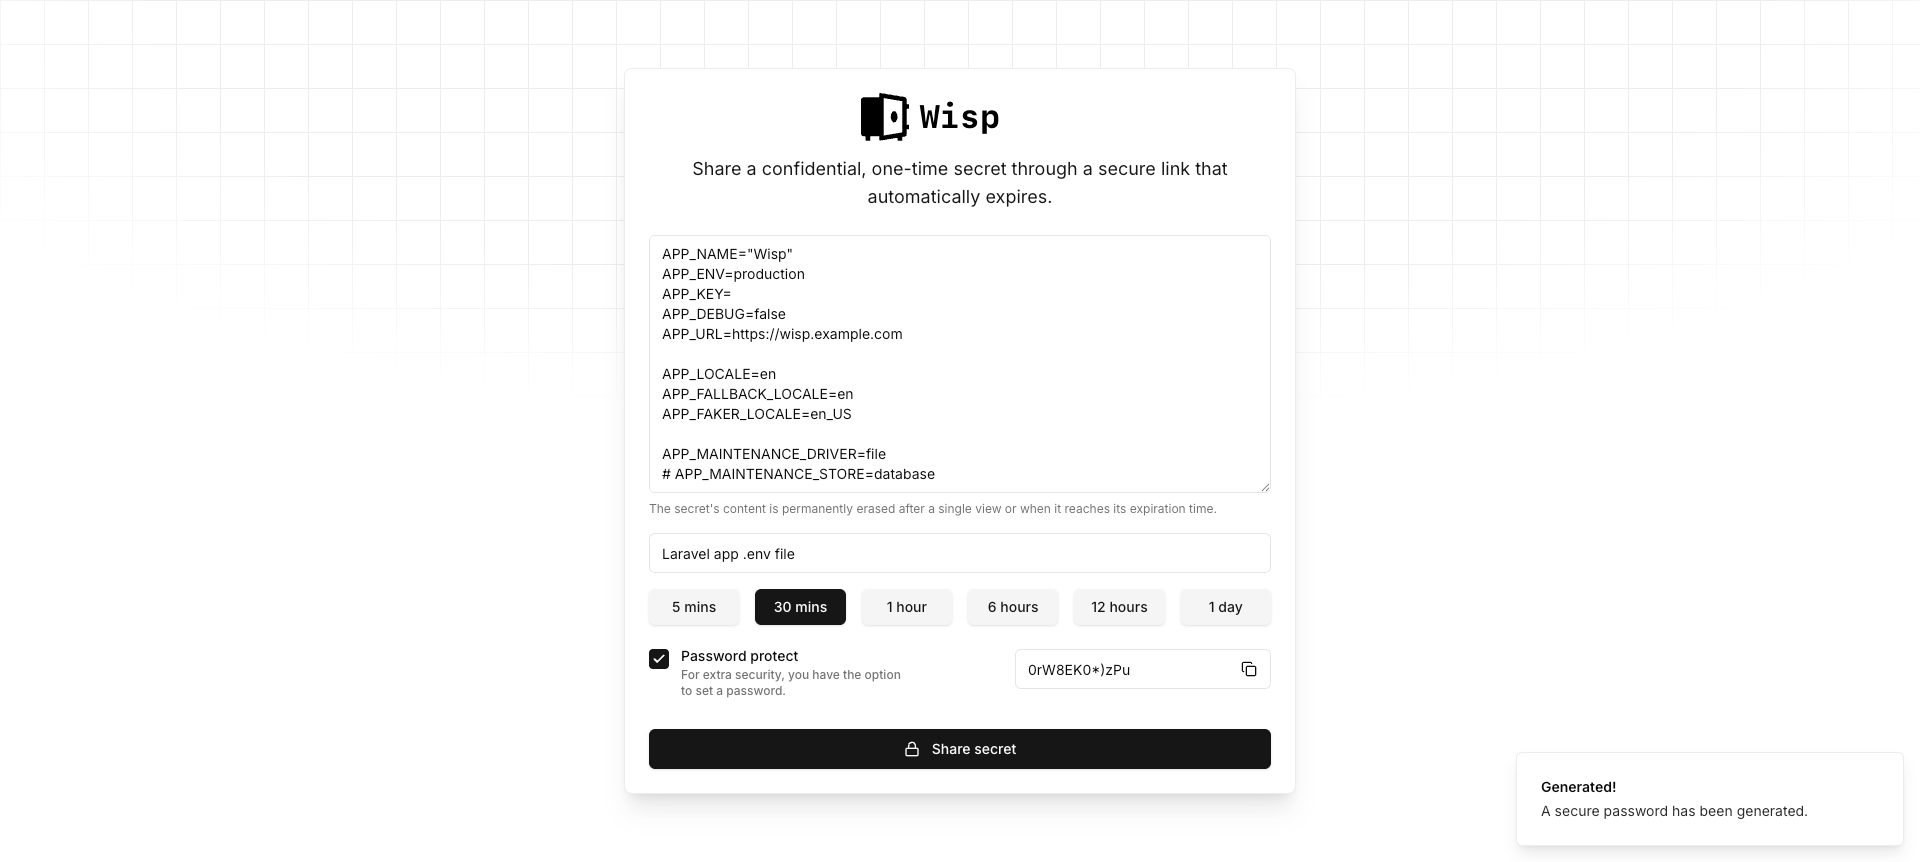 Wisp
Share a confidential, one-time secret through a secure link that
automatically expires.
APP_NAME="Wisp"
APP_ENV=production
APP_KEY=
APP_DEBUG=false
APP_URL=https://wisp.example.com
APP_LOCALE=en
APP_FALLBACK_LOCALE=en
APP_FAKER_LOCALE=en_US
APP_MAINTENANCE_DRIVER=file
# APP_MAINTENANCE_STORE=database
The secret's content is permanently erased after a single view or when it reaches its expiration time.
Laravel app .env file
5 mins 30 mins 1 hour 6 hours 12 hours 1 day
Password protect
For extra security, you have the option
to set a password.
0rW8EK0*)zPu
Share secret
Generated!
A secure password has been generated.